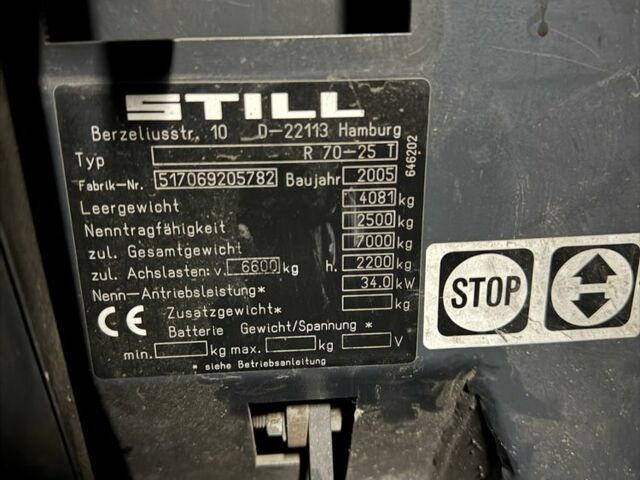 STILL
Berzeliusstr. 10 D-22113 Hamburg
Typ R 70-25 T
Fabrik-Nr. 517069205782 Baujahr 2005
Leergewicht 4081 kg
Nenntragfähigkeit 2500 kg
zul. Gesamtgewicht 7000 kg
zul. Achslasten: v. 6600 kg h. 2200 kg
Nenn-Antriebsleistung* 34.0 kW
Zusatzgewicht* kg
CE
Batterie Gewicht/Spannung *
min. kg max. kg V
* siehe Betriebsanleitung
646202
STOP